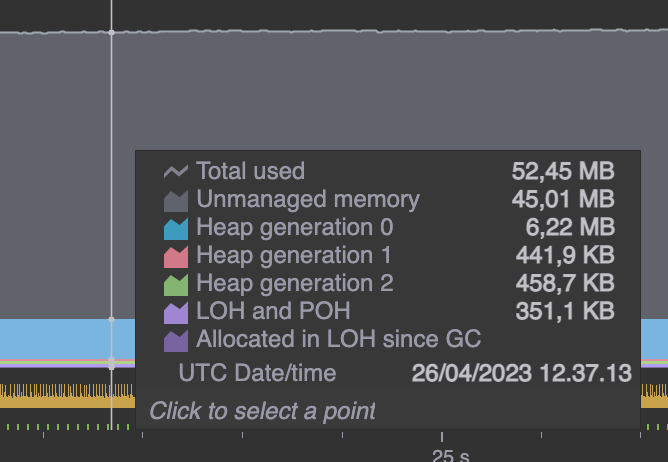 Total used 52,45 MB
Unmanaged memory 45,01 MB
Heap generation 0 6,22 MB
Heap generation 1 441,9 KB
Heap generation 2 458,7 KB
LOH and POH 351,1 KB
Allocated in LOH since GC
UTC Date/time 26/04/2023 12.37.13
Click to select a point
25 s